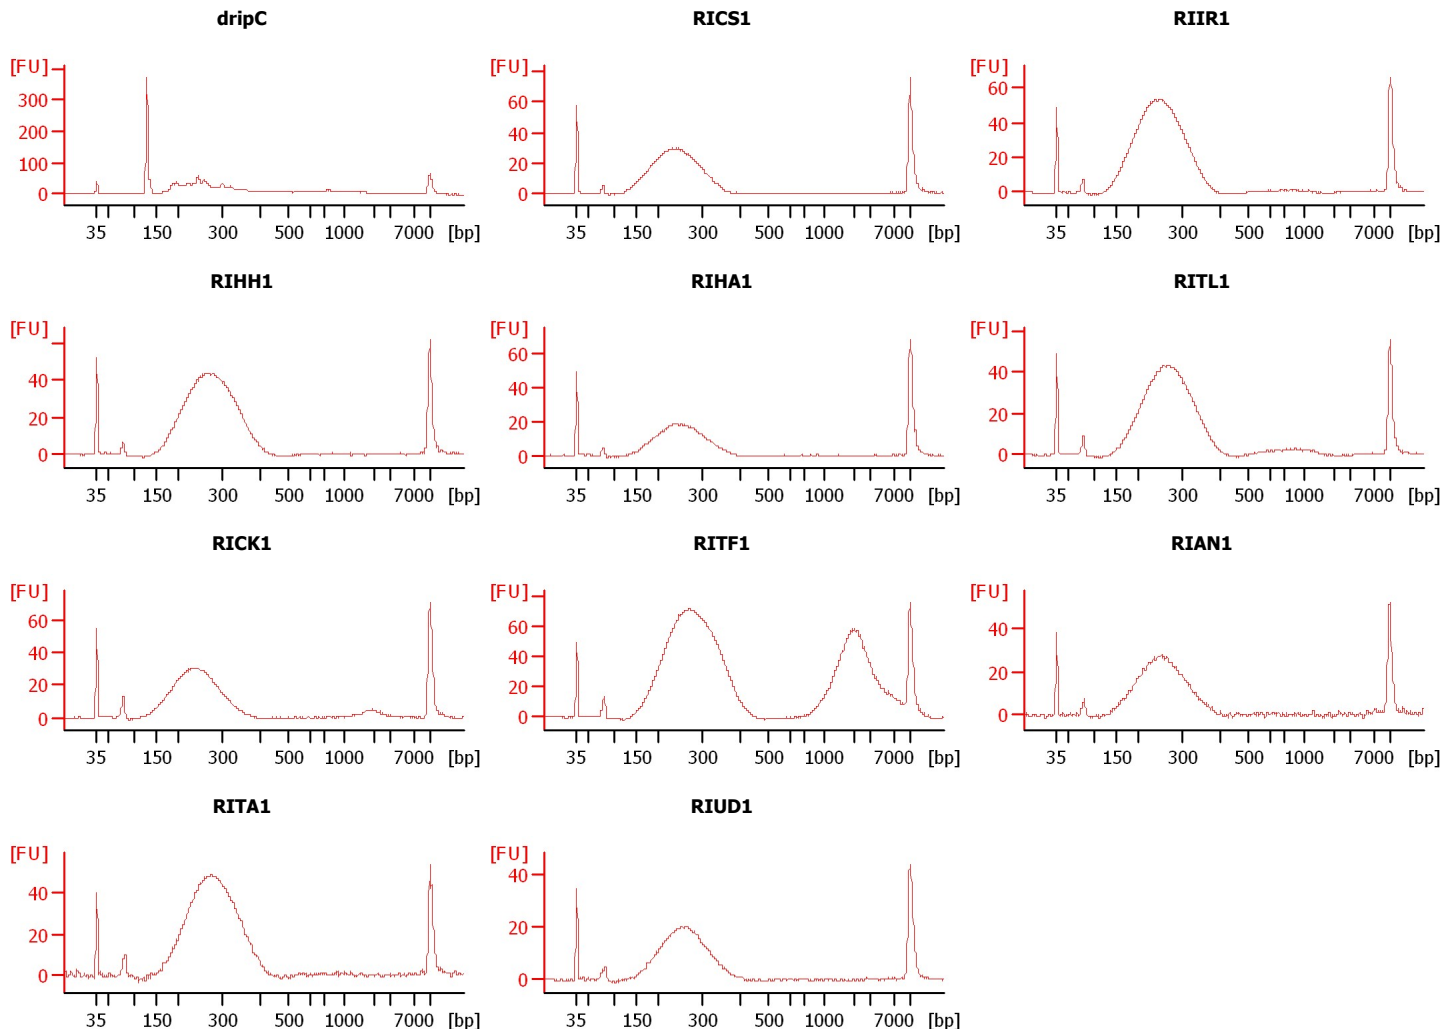 dripC RICS1 RIIR1
[FU] [FU] [FU]
300 60 60
200 40 40
100 20 20
0 0 0
35 150 300 500 1000 7000 [bp] 35 150 300 500 1000 7000 [bp] 35 150 300 500 1000 7000 [bp]
RIHH1 RIHA1 RITL1
[FU] [FU] [FU]
40 60 40
20 40 20
0 20 0
0
35 150 300 500 1000 7000 [bp] 35 150 300 500 1000 7000 [bp] 35 150 300 500 1000 7000 [bp]
RICK1 RITF1 RIAN1
[FU] [FU] [FU]
60 60 40
40 40 20
20 20 0
0 0
35 150 300 500 1000 7000 [bp] 35 150 300 500 1000 7000 [bp] 35 150 300 500 1000 7000 [bp]
RITA1 RIUD1
[FU] [FU]
40 40
20 20
0 0
35 150 300 500 1000 7000 [bp] 35 150 300 500 1000 7000 [bp]